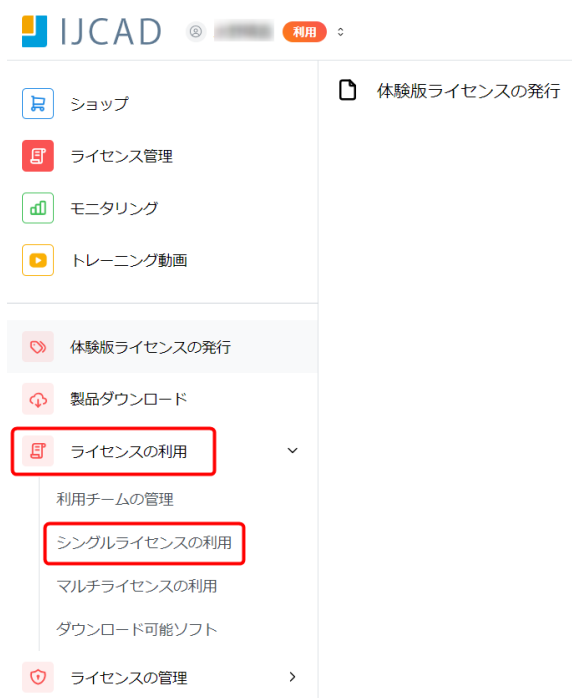 IJCAD
利用
ショップ
ライセンス管理
モニタリング
トレーニング動画
体験版ライセンスの発行
体験版ライセンスの発行
製品ダウンロード
ライセンスの利用
利用チームの管理
シングルライセンスの利用
マルチライセンスの利用
ダウンロード可能ソフト
ライセンスの管理